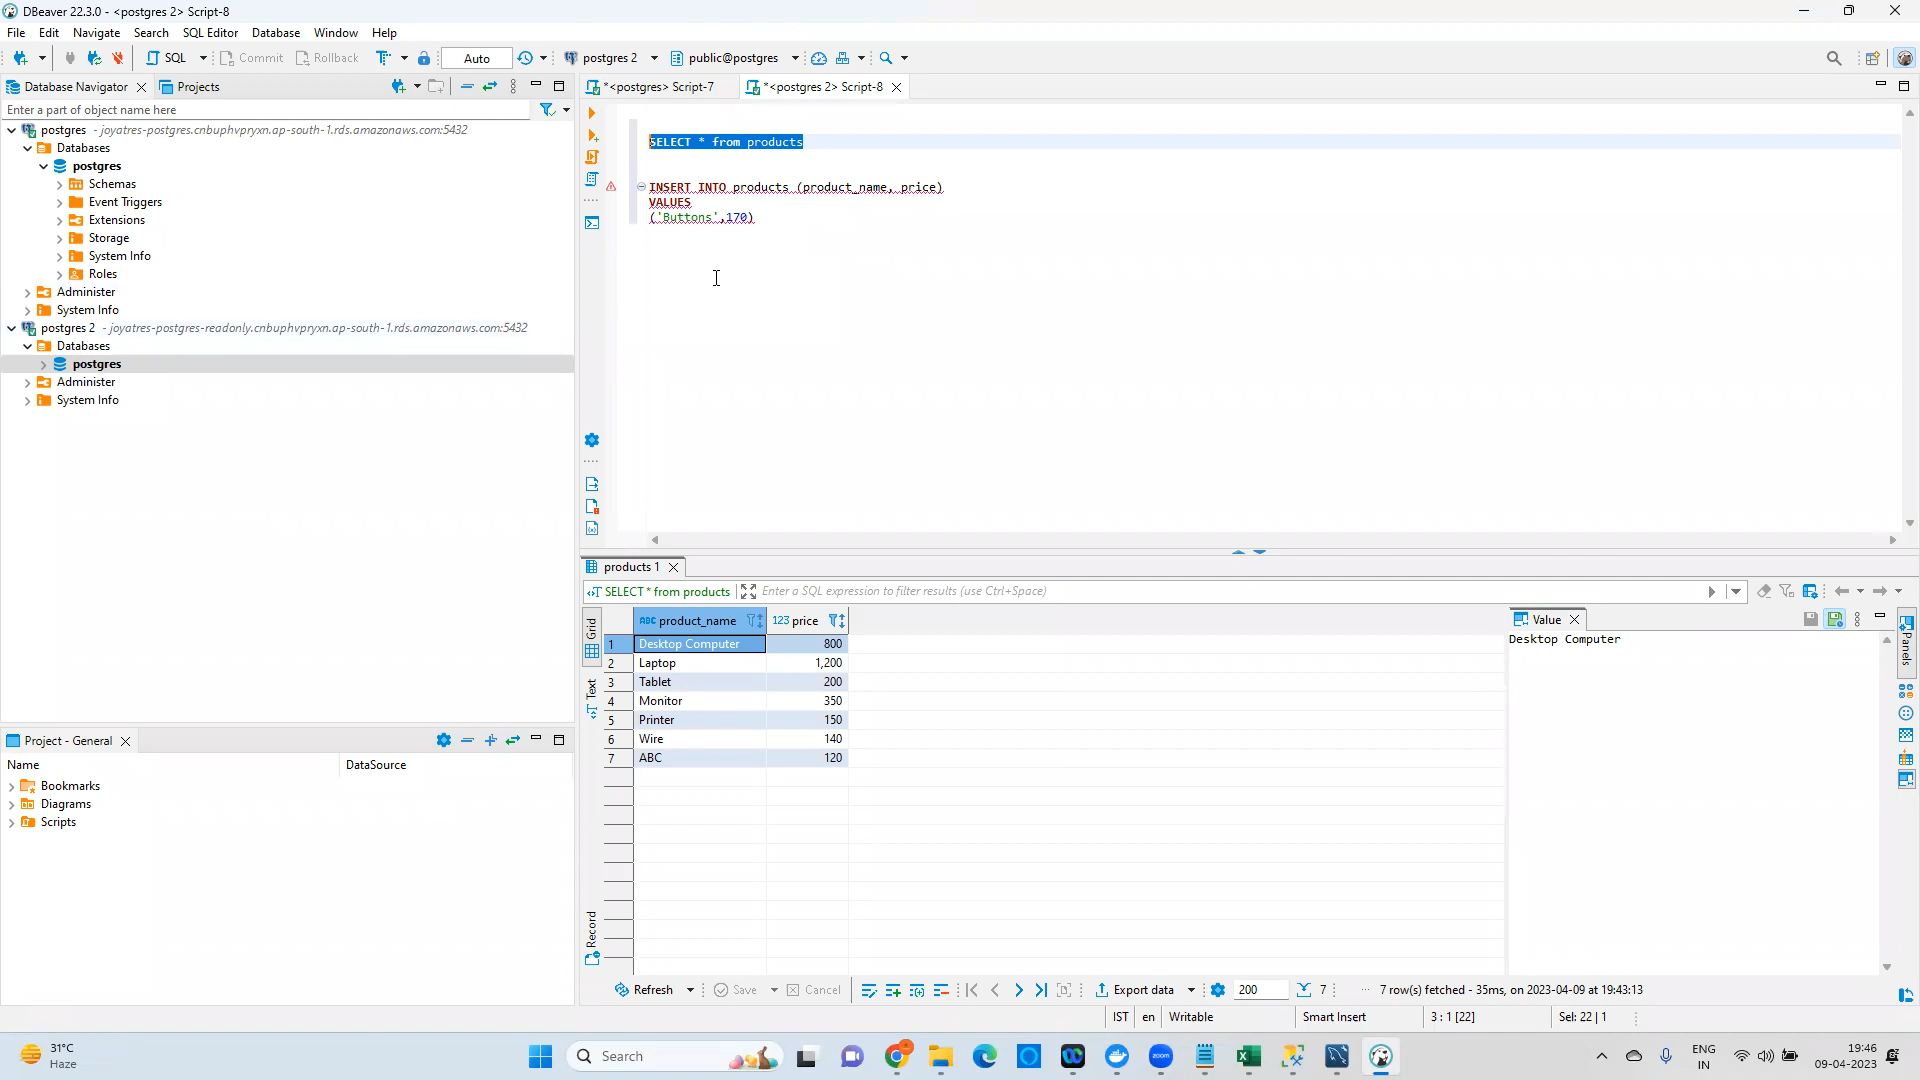 DBeaver 22.3.0 - <postgres 2> Script-8
File Edit Navigate Search SQL Editor Database Window Help
SQL Commit Rollback Auto postgres 2 public@postgres
Database Navigator Projects
Enter a part of object name here
postgres - joyatres-postgres.cnbuphvpryxn.ap-south-1.rds.amazonaws.com:5432
Databases
postgres
Schemas
Event Triggers
Extensions
Storage
System Info
Roles
Administer
System Info
postgres 2 - joyatres-postgres-readonly.cnbuphvpryxn.ap-south-1.rds.amazonaws.com:5432
Databases
postgres
Administer
System Info
Project - General
Name DataSource
Bookmarks
Diagrams
Scripts
*<postgres> Script-7 *<postgres 2> Script-8
SELECT * from products
INSERT INTO products (product_name, price)
VALUES
('Buttons',170)
products 1
SELECT * from products Enter a SQL expression to filter results (use Ctrl+Space)
Grid
Text
Record
ABC product_name 123 price
1 Desktop Computer 800
2 Laptop 1,200
3 Tablet 200
4 Monitor 350
5 Printer 150
6 Wire 140
7 ABC 120
Value
Desktop Computer
Panels
Refresh Save Cancel Export data 200 7 ··· 7 row(s) fetched - 35ms, on 2023-04-09 at 19:43:13
IST en Writable Smart Insert 3 : 1 [22] Sel: 22 | 1
31°C
Haze
Search
zoom
ENG
IN
19:46
09-04-2023